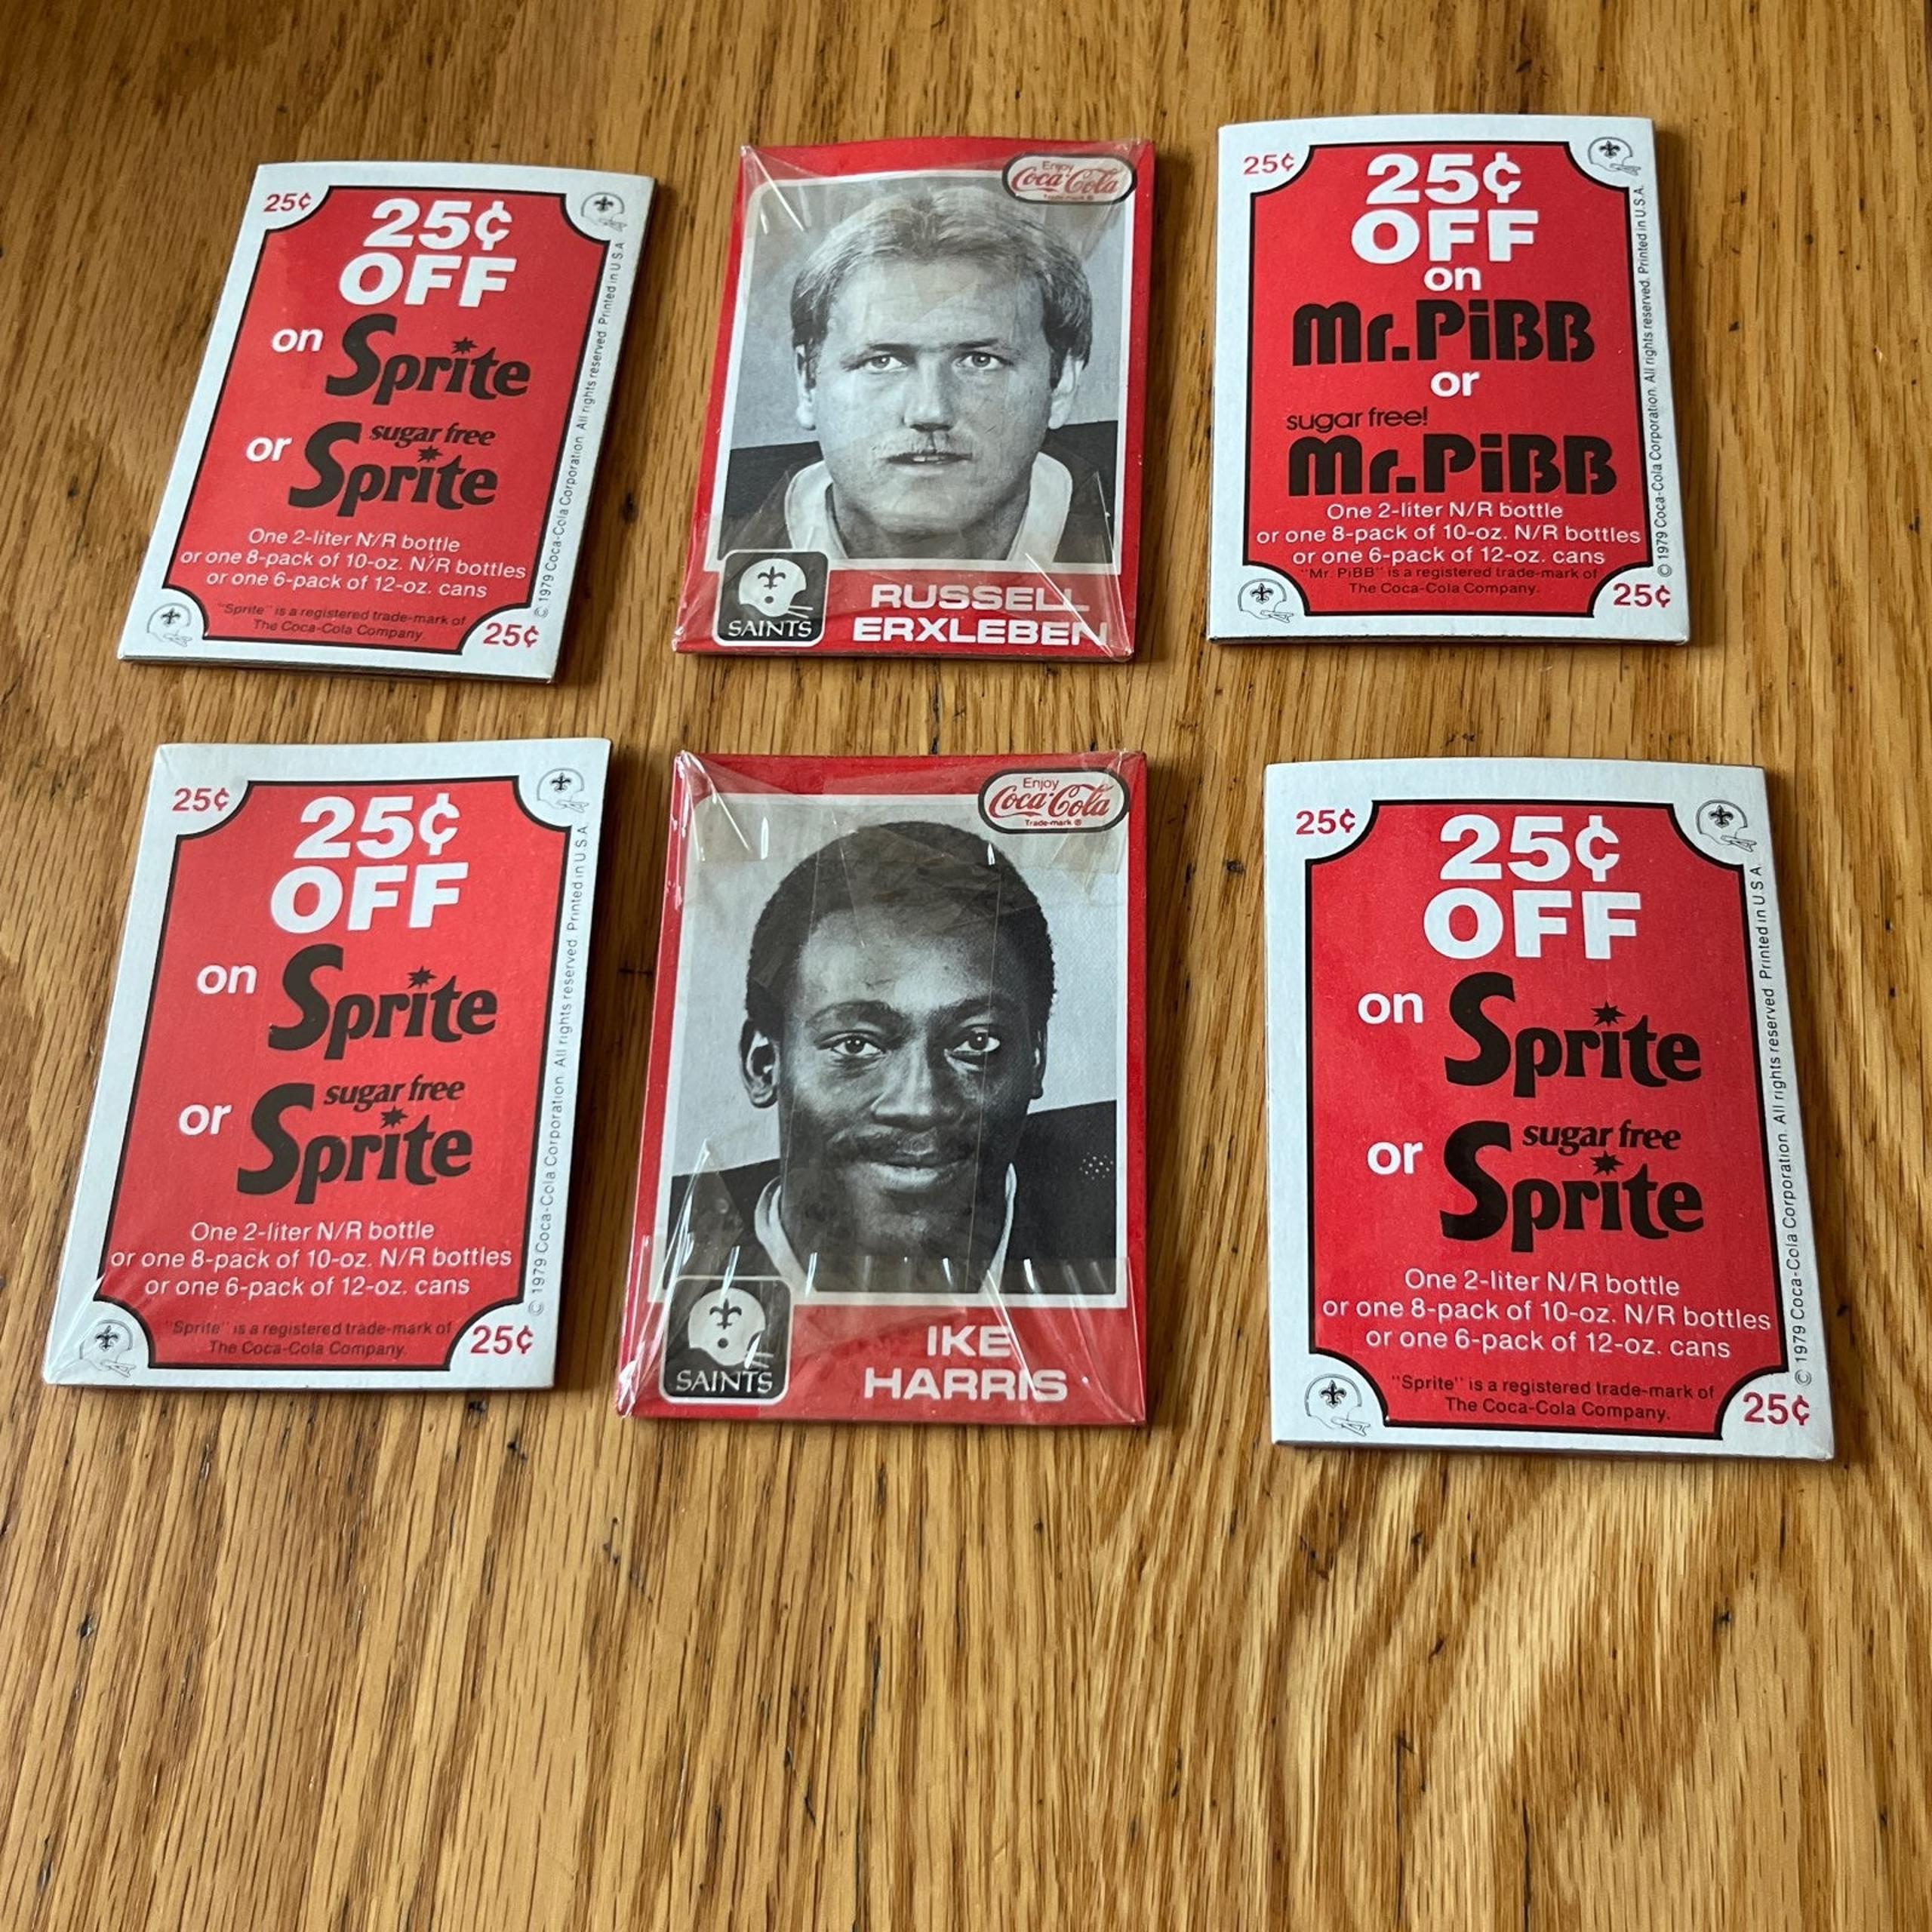 25¢
25¢
OFF
on Sprite
or sugar free
Sprite
One 2-liter N/R bottle
or one 8-pack of 10-oz. N/R bottles
or one 6-pack of 12-oz. cans
"Sprite" is a registered trade-mark of
The Coca-Cola Company.
25¢
© 1979 Coca-Cola Corporation. All rights reserved. Printed in U.S.A.
Enjoy
Coca-Cola
Trade-mark ®
SAINTS
RUSSELL
ERXLEBEN
25¢
25¢
OFF
on
Mr. PiBB
or
sugar free!
Mr. PiBB
One 2-liter N/R bottle
or one 8-pack of 10-oz. N/R bottles
or one 6-pack of 12-oz. cans
"Mr. PiBB" is a registered trade-mark of
The Coca-Cola Company.
25¢
© 1979 Coca-Cola Corporation. All rights reserved. Printed in U.S.A.
25¢
25¢
OFF
on Sprite
or sugar free
Sprite
One 2-liter N/R bottle
or one 8-pack of 10-oz. N/R bottles
or one 6-pack of 12-oz. cans
"Sprite" is a registered trade-mark of
The Coca-Cola Company.
25¢
© 1979 Coca-Cola Corporation. All rights reserved. Printed in U.S.A.
Enjoy
Coca-Cola
Trade-mark ®
SAINTS
IKE
HARRIS
25¢
25¢
OFF
on Sprite
or sugar free
Sprite
One 2-liter N/R bottle
or one 8-pack of 10-oz. N/R bottles
or one 6-pack of 12-oz. cans
"Sprite" is a registered trade-mark of
The Coca-Cola Company.
25¢
© 1979 Coca-Cola Corporation. All rights reserved. Printed in U.S.A.